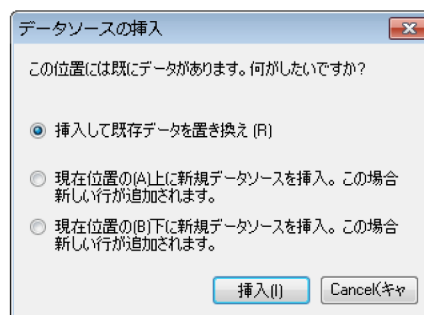 データソースの挿入
この位置には既にデータがあります。何がしたいですか?
挿入して既存データを置き換え (R)
現在位置の(A)上に新規データソースを挿入。この場合
新しい行が追加されます。
現在位置の(B)下に新規データソースを挿入。この場合
新しい行が追加されます。
挿入(I)
Cancel(キャ